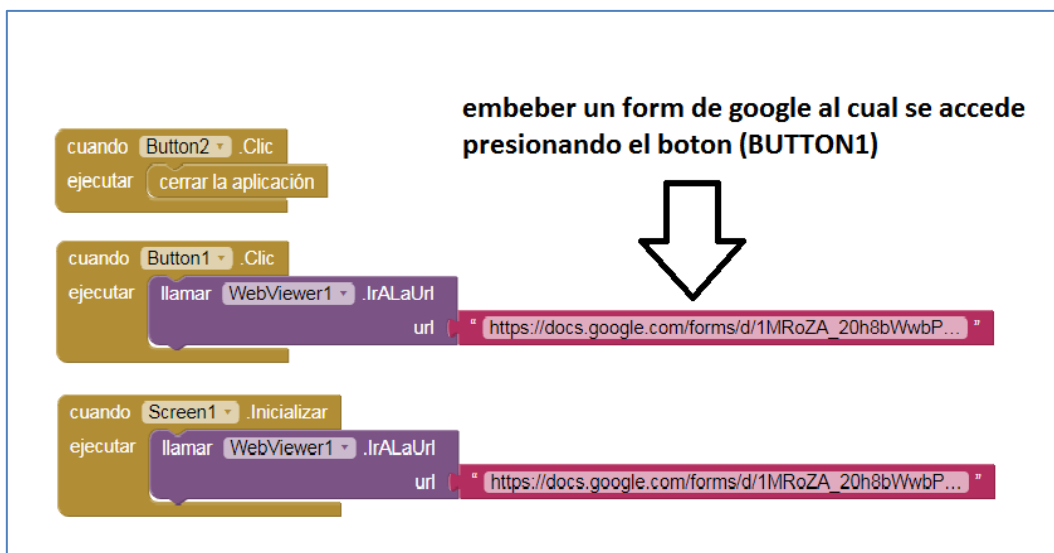 embeber un form de google al cual se accede
presionando el boton (BUTTON1)
cuando Button2 .Clic
ejecutar cerrar la aplicación
cuando Button1 .Clic
ejecutar llamar WebViewer1 .IrALaUrl
url " https://docs.google.com/forms/d/1MRoZA_20h8bWwbP... "
cuando Screen1 .Inicializar
ejecutar llamar WebViewer1 .IrALaUrl
url " https://docs.google.com/forms/d/1MRoZA_20h8bWwbP... "